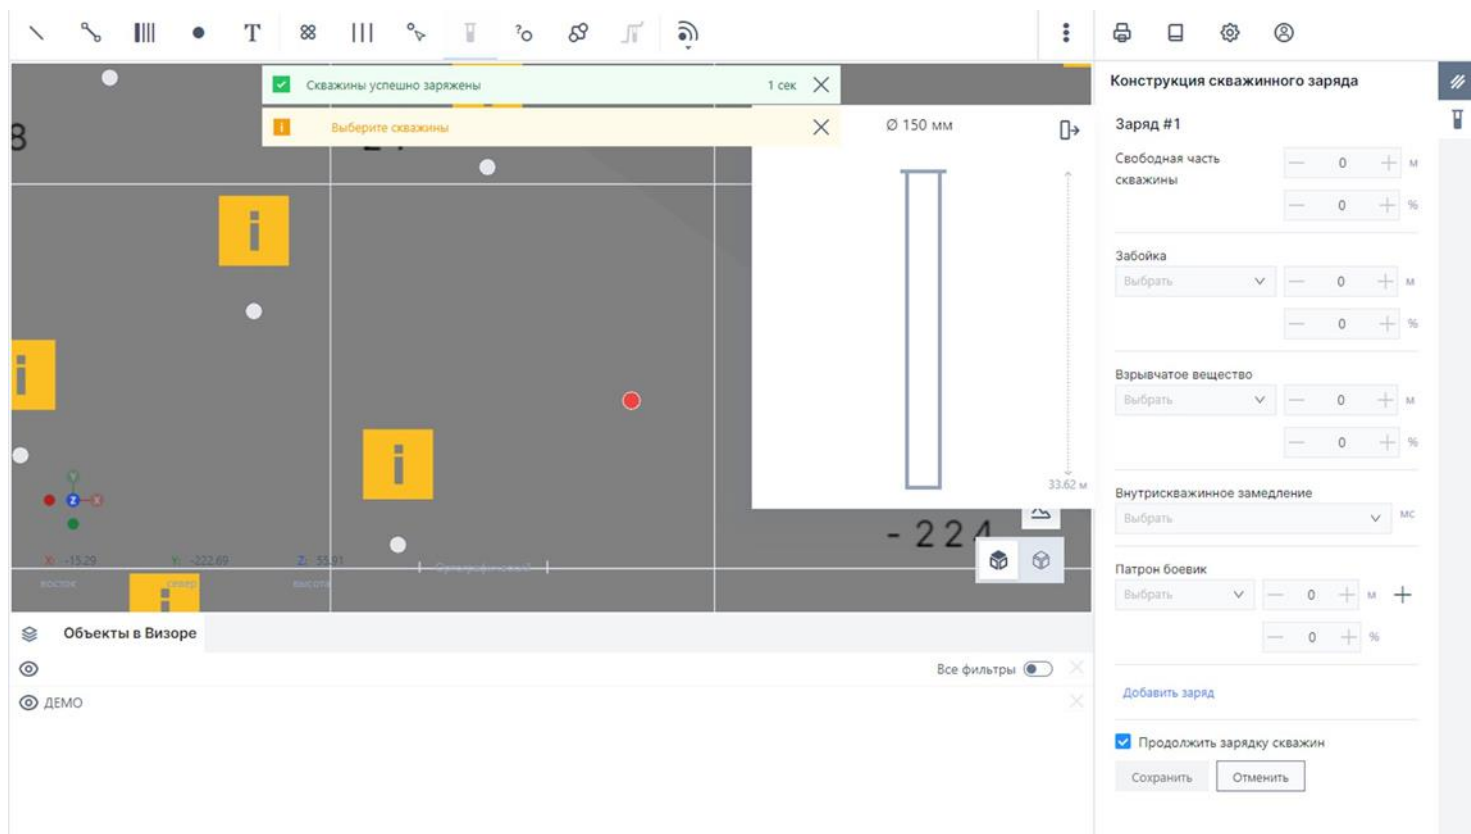 T
?
Скважины успешно заряжены
1 сек
i
Выберите скважины
8
Ø 150 мм
i
i
i
33.62 м
- 224
Z
X: -15.29
Y: -222.69
Z: 55.91
восток
север
высота
i
Объекты в Визоре
Все фильтры
ДЕМО
Конструкция скважинного заряда
Заряд #1
Свободная часть
скважины
0 м
0 %
Забойка
Выбрать 0 м
0 %
Взрывчатое вещество
Выбрать 0 м
0 %
Внутрискважинное замедление
Выбрать мс
Патрон боевик
Выбрать 0 м
0 %
Добавить заряд
Продолжить зарядку скважин
Сохранить Отменить